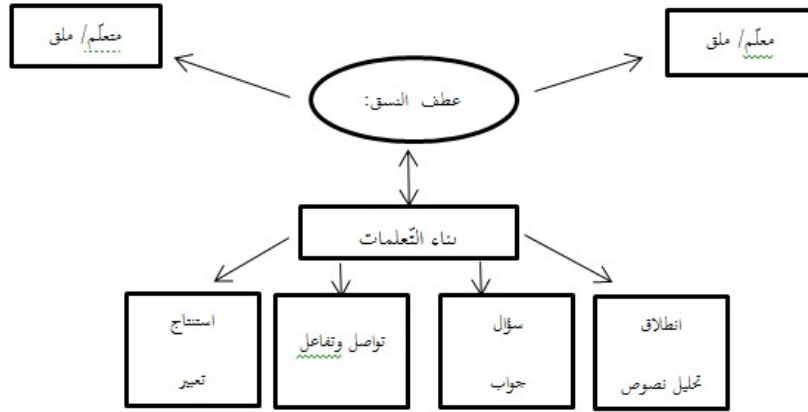 معلّم/ ملق
متعلّم/ ملق
عطف النسق:
بناء التّعلمات
انطلاق
تحليل نصوص
سؤال
جواب
تواصل وتفاعل
استنتاج
تعبير